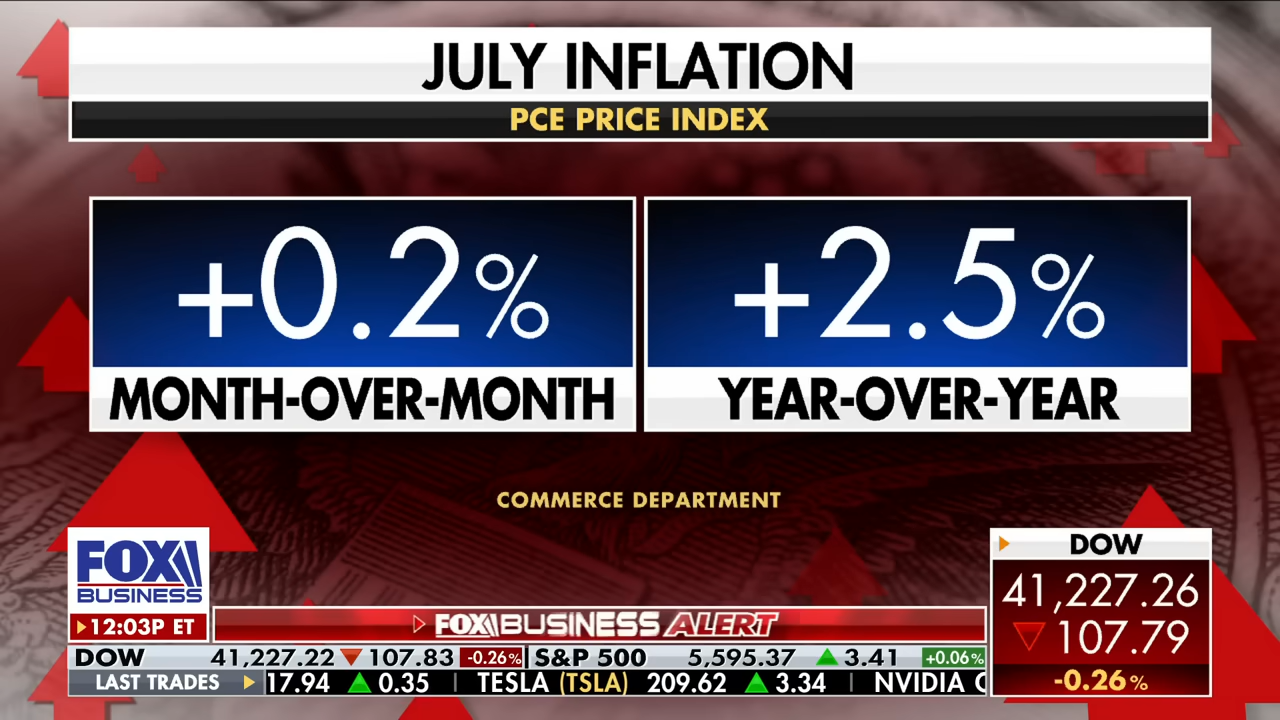 JULY INFLATION
PCE PRICE INDEX
+0.2%
MONTH-OVER-MONTH
+2.5%
YEAR-OVER-YEAR
COMMERCE DEPARTMENT
FOX BUSINESS
12:03P ET
FOX BUSINESS ALERT
DOW 41,227.22 107.83 -0.26% S&P 500 5,595.37 3.41 +0.06%
LAST TRADES 17.94 0.35 | TESLA (TSLA) 209.62 3.34 | NVIDIA
DOW
41,227.26
107.79
-0.26%